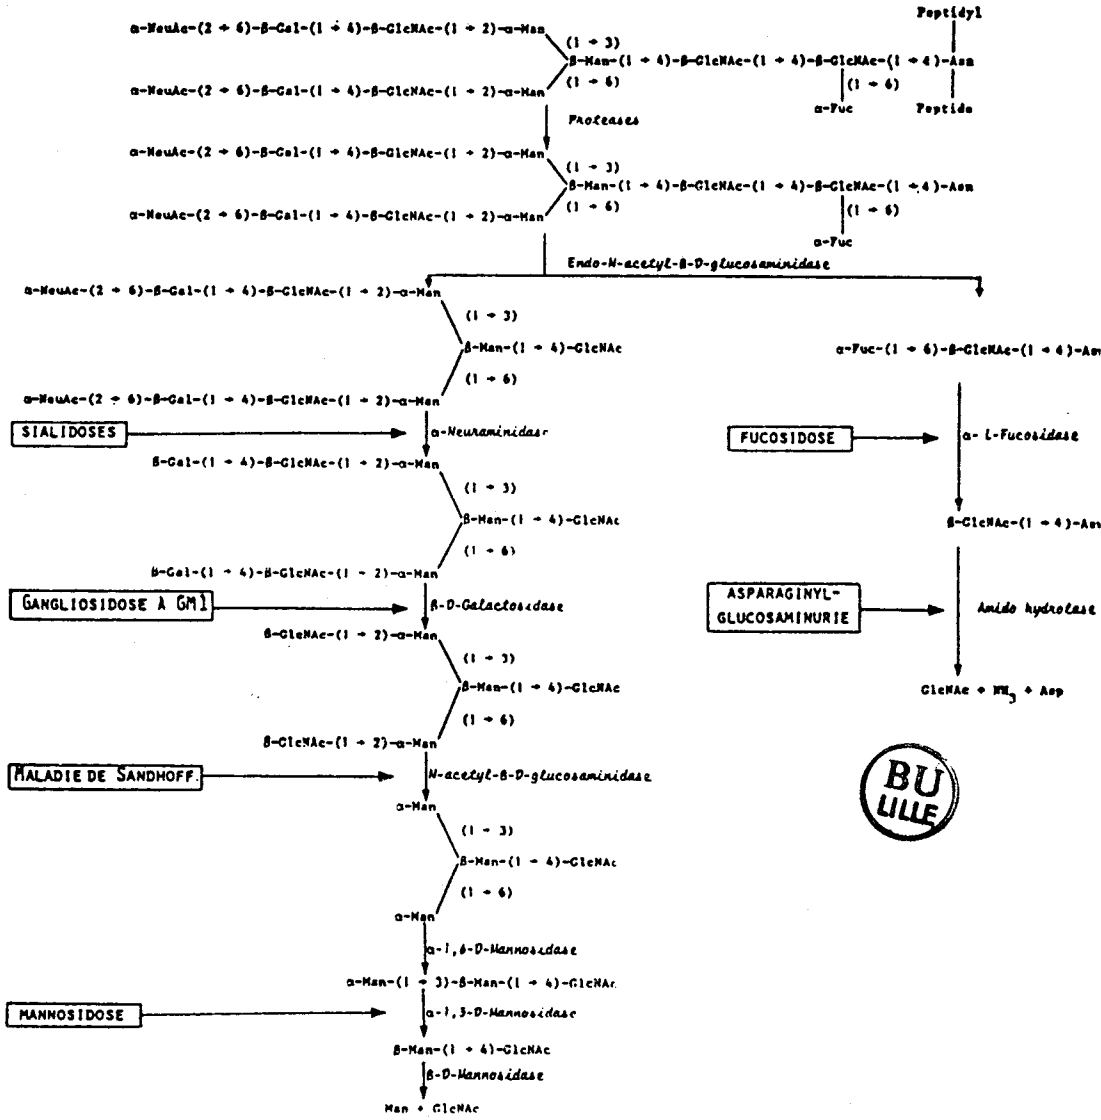 Peptidyl
α-NeuAc-(2 → 6)-β-Gal-(1 → 4)-β-GlcNAc-(1 → 2)-α-Man
(1 → 3)
β-Man-(1 → 4)-β-GlcNAc-(1 → 4)-β-GlcNAc-(1 → 4)-Asn
(1 → 6)
(1 → 6)
α-NeuAc-(2 → 6)-β-Gal-(1 → 4)-β-GlcNAc-(1 → 2)-α-Man
α-Fuc
Peptide
Proteases
α-NeuAc-(2 → 6)-β-Gal-(1 → 4)-β-GlcNAc-(1 → 2)-α-Man
(1 → 3)
β-Man-(1 → 4)-β-GlcNAc-(1 → 4)-β-GlcNAc-(1 → 4)-Asn
(1 → 6)
(1 → 6)
α-NeuAc-(2 → 6)-β-Gal-(1 → 4)-β-GlcNAc-(1 → 2)-α-Man
α-Fuc
Endo-N-acetyl-β-D-glucosaminidase
α-NeuAc-(2 → 6)-β-Gal-(1 → 4)-β-GlcNAc-(1 → 2)-α-Man
(1 → 3)
β-Man-(1 → 4)-GlcNAc
(1 → 6)
α-NeuAc-(2 → 6)-β-Gal-(1 → 4)-β-GlcNAc-(1 → 2)-α-Man
SIALIDOSES
α-Neuraminidase
β-Gal-(1 → 4)-β-GlcNAc-(1 → 2)-α-Man
(1 → 3)
β-Man-(1 → 4)-GlcNAc
(1 → 6)
β-Gal-(1 → 4)-β-GlcNAc-(1 → 2)-α-Man
GANGLIOSIDOSE À GM1
β-D-Galactosidase
β-GlcNAc-(1 → 2)-α-Man
(1 → 3)
β-Man-(1 → 4)-GlcNAc
(1 → 6)
β-GlcNAc-(1 → 2)-α-Man
MALADIE DE SANDHOFF
N-acetyl-β-D-glucosaminidase
α-Man
(1 → 3)
β-Man-(1 → 4)-GlcNAc
(1 → 6)
α-Man
α-1,6-D-Mannosidase
α-Man-(1 → 3)-β-Man-(1 → 4)-GlcNAc
MANNOSIDOSE
α-1,3-D-Mannosidase
β-Man-(1 → 4)-GlcNAc
β-D-Mannosidase
Man + GlcNAc
α-Fuc-(1 → 6)-β-GlcNAc-(1 → 4)-Asn
FUCOSIDOSE
α-L-Fucosidase
β-GlcNAc-(1 → 4)-Asn
ASPARAGINYL-
GLUCOSAMINURIE
Amido hydrolase
GlcNAc + NH3 + Asp
BU
LILLE